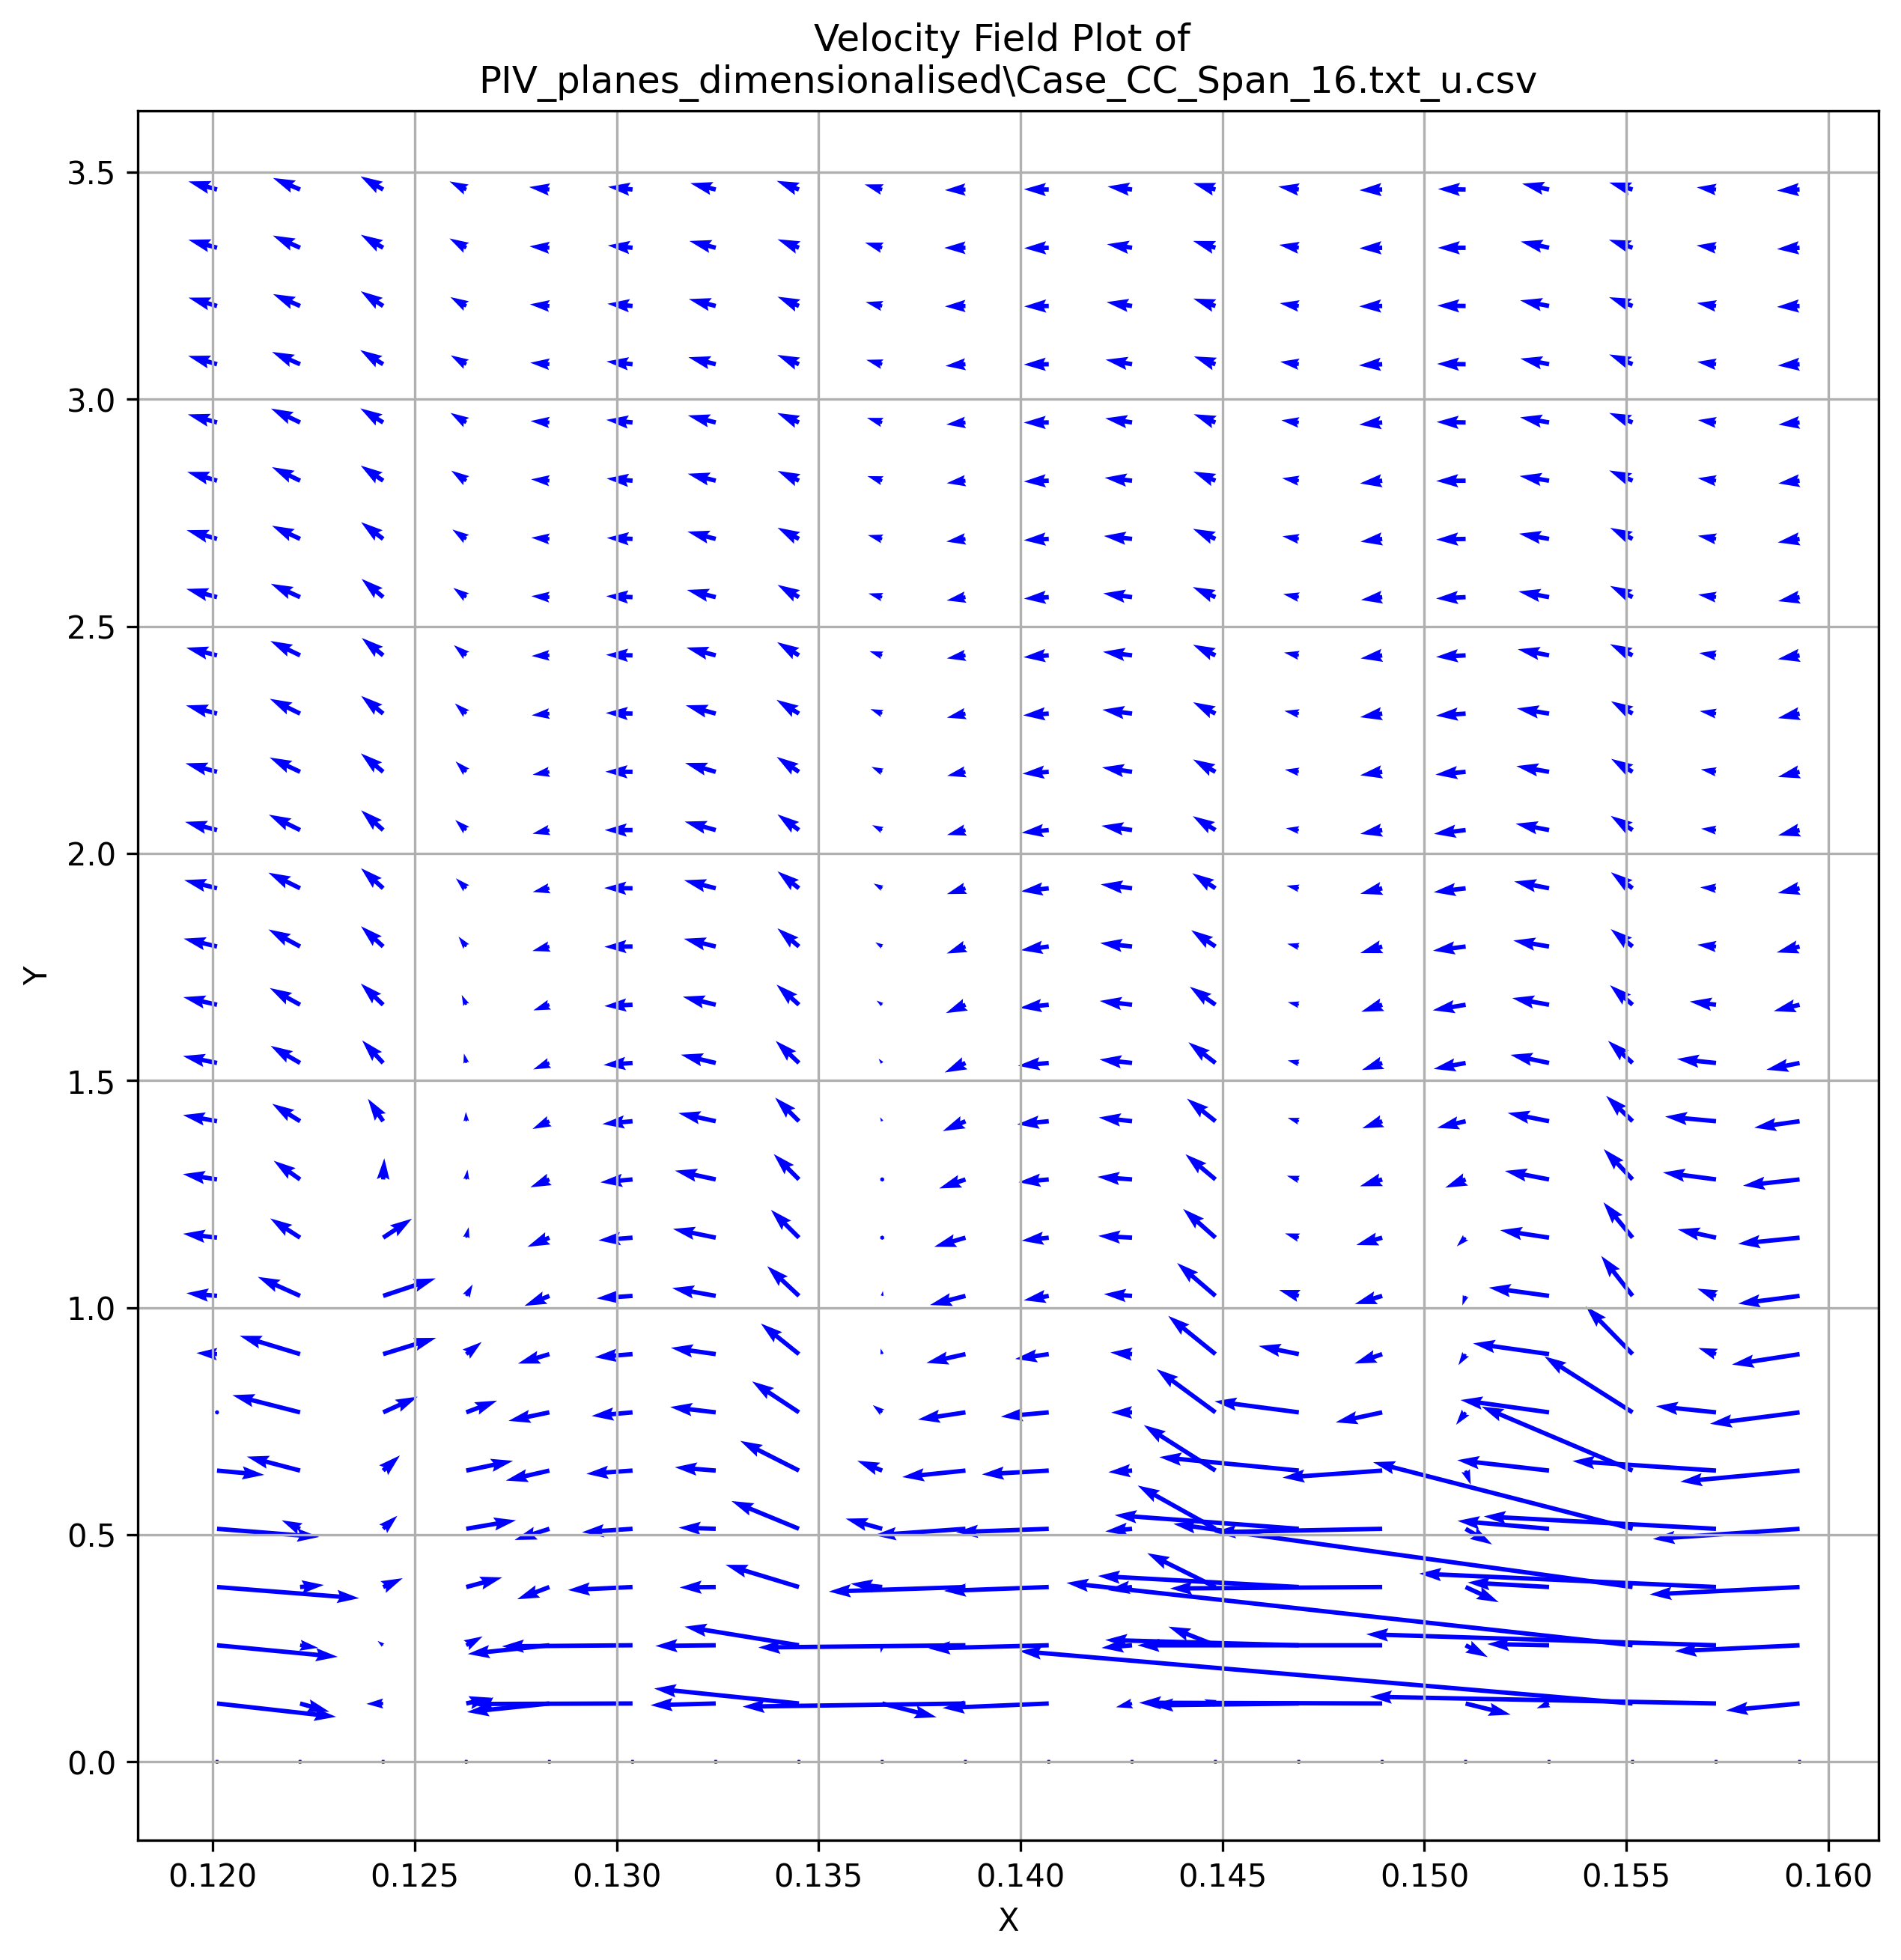 Velocity Field Plot of
PIV_planes_dimensionalised\Case_CC_Span_16.txt_u.csv
3.5
3.0
2.5
2.0
1.5
1.0
0.5
0.0
Y
0.120 0.125 0.130 0.135 0.140 0.145 0.150 0.155 0.160
X